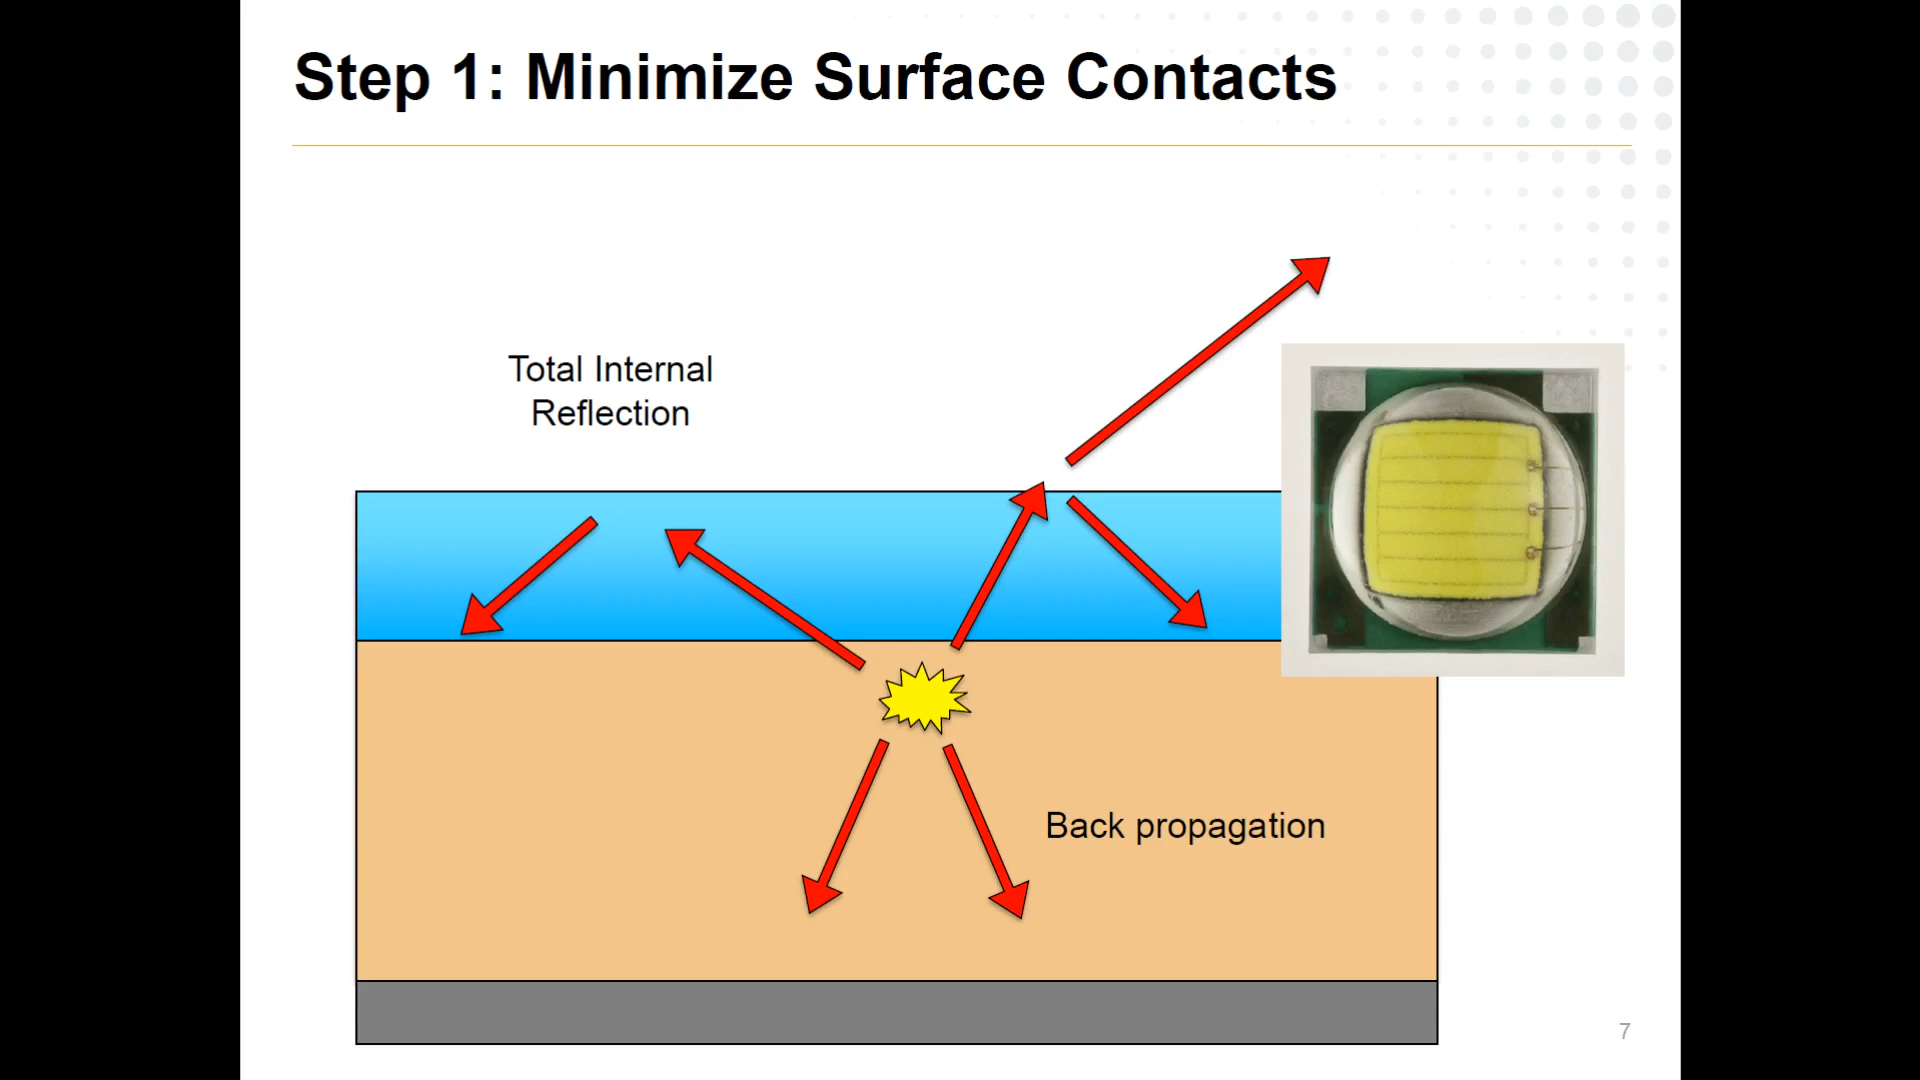 Step 1: Minimize Surface Contacts
Total Internal
Reflection
Back propagation
7